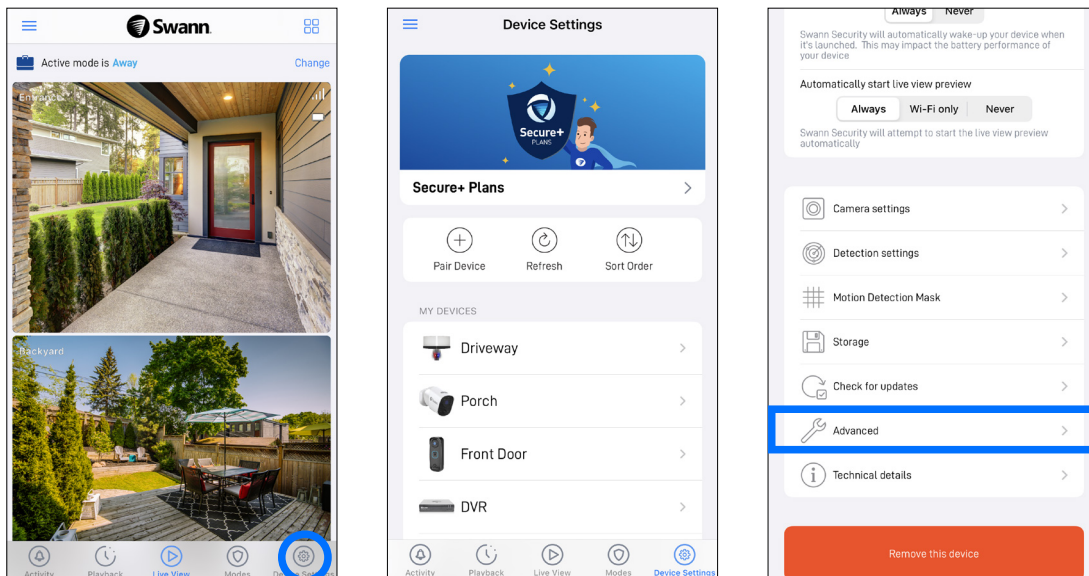 Swann.
Active mode is Away
Change
Entrance
Backyard
Activity
Playback
Live View
Modes
Device Settings
Device Settings
Secure+
PLANS
Secure+ Plans
Pair Device
Refresh
Sort Order
MY DEVICES
Driveway
Porch
Front Door
DVR
Activity
Playback
Live View
Modes
Device Settings
Always Never
Swann Security will automatically wake-up your device when
it's launched. This may impact the battery performance of
your device
Automatically start live view preview
Always Wi-Fi only Never
Swann Security will attempt to start the live view preview
automatically
Camera settings
Detection settings
Motion Detection Mask
Storage
Check for updates
Advanced
Technical details
Remove this device